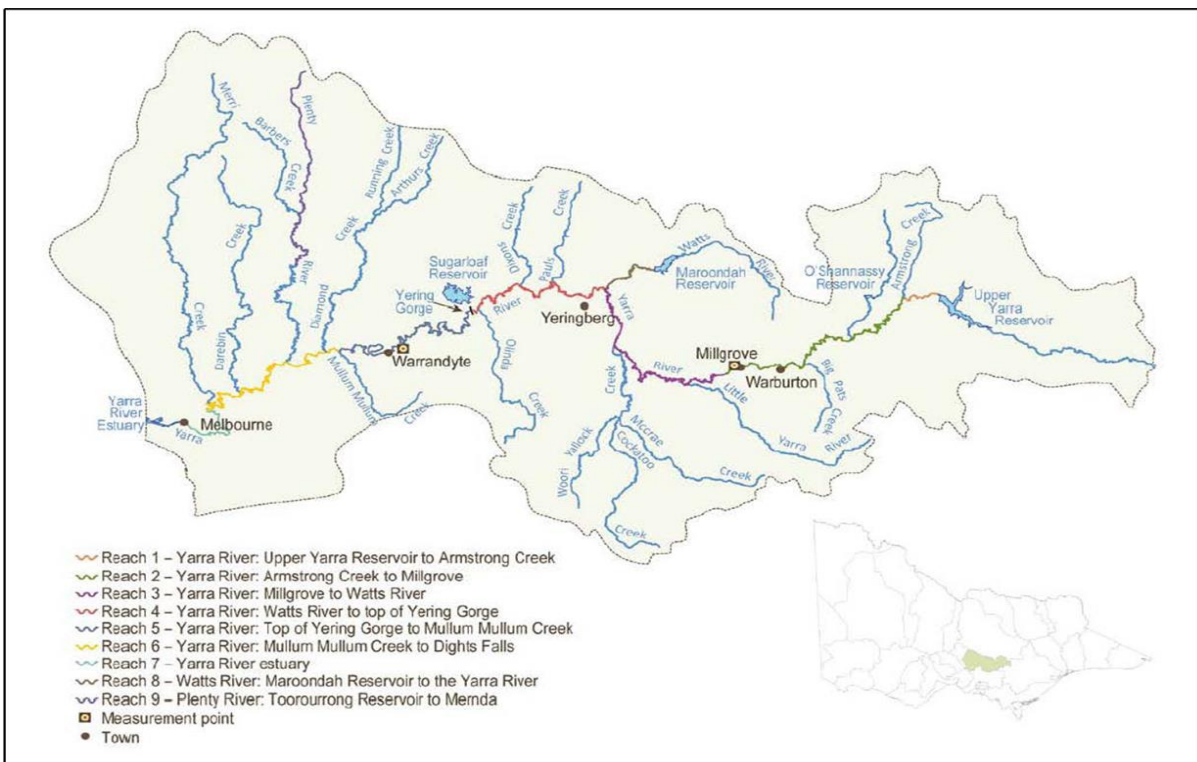 Merri
Creek
Barbers
Creek
Plenty
River
Darebin
Creek
Running Creek
Arthurs Creek
Diamond
Creek
Sugarloaf
Reservoir
Yering
Gorge
Dixons
Creek
Pauls
Creek
River
Yeringberg
Watts
River
Maroondah
Reservoir
O'Shannassy
Reservoir
Armstrong
Creek
Upper
Yarra
Reservoir
Warrandyte
Mullum Mullum
Creek
Olinda
Creek
Yarra
River
Millgrove
Warburton
Little
Yarra
River
Big
Pats
Creek
Creek
Woori
Yallock
Mccrae
Creek
Cockatoo
Creek
Yarra
River
Estuary
Melbourne
Yarra
Reach 1 – Yarra River: Upper Yarra Reservoir to Armstrong Creek
Reach 2 – Yarra River: Armstrong Creek to Millgrove
Reach 3 – Yarra River: Millgrove to Watts River
Reach 4 – Yarra River: Watts River to top of Yering Gorge
Reach 5 – Yarra River: Top of Yering Gorge to Mullum Mullum Creek
Reach 6 – Yarra River: Mullum Mullum Creek to Dights Falls
Reach 7 – Yarra River estuary
Reach 8 – Watts River: Maroondah Reservoir to the Yarra River
Reach 9 – Plenty River: Toorourrong Reservoir to Mernda
Measurement point
Town